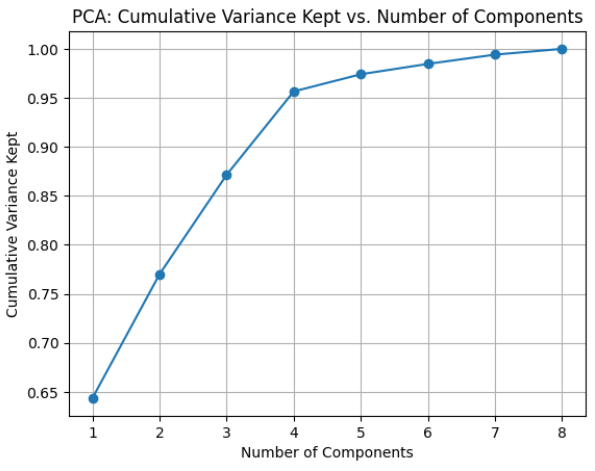 PCA: Cumulative Variance Kept vs. Number of Components
1.00
0.95
0.90
0.85
0.80
0.75
0.70
0.65
Cumulative Variance Kept
1 2 3 4 5 6 7 8
Number of Components